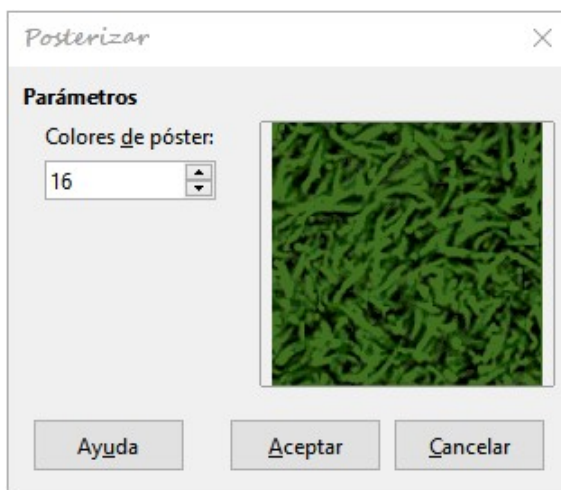 Posterizar
Parámetros
Colores de póster:
16
Ayuda Aceptar Cancelar